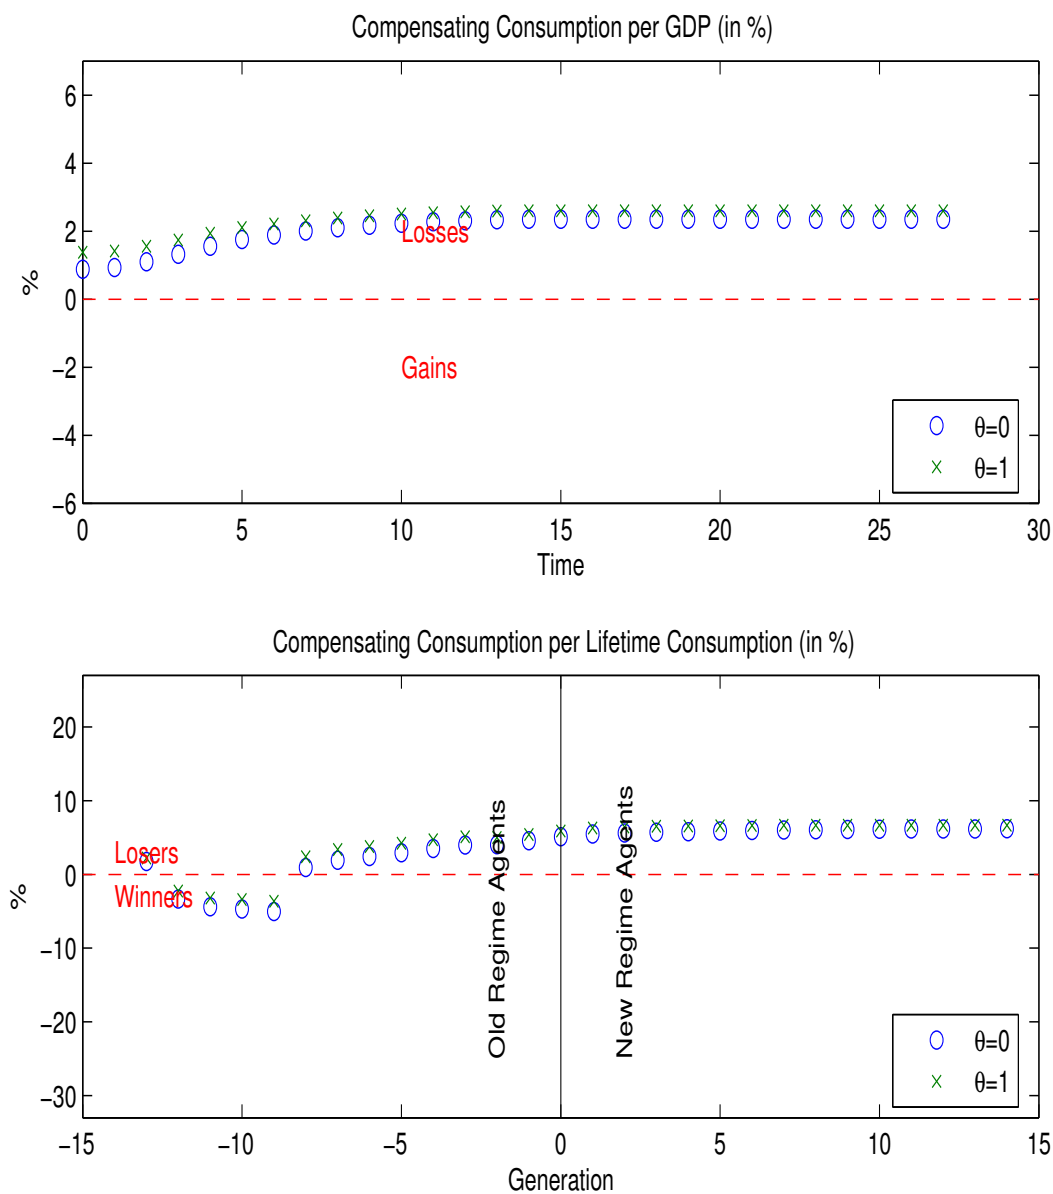 Compensating Consumption per GDP (in %)
6
4
2
0
−2
−4
−6
%
Losses
Gains
θ=0
θ=1
0 5 10 15 20 25 30
Time
Compensating Consumption per Lifetime Consumption (in %)
20
10
0
−10
−20
−30
%
Losers
Winners
Old Regime Agents
New Regime Agents
θ=0
θ=1
−15 −10 −5 0 5 10 15
Generation